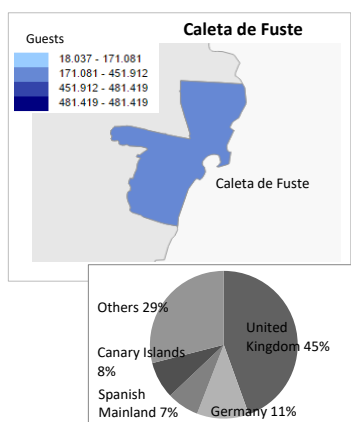 Caleta de Fuste
Guests
18.037 - 171.081
171.081 - 451.912
451.912 - 481.419
481.419 - 481.419
Caleta de Fuste
Others 29%
United
Kingdom 45%
Canary Islands
8%
Spanish
Mainland 7%
Germany 11%